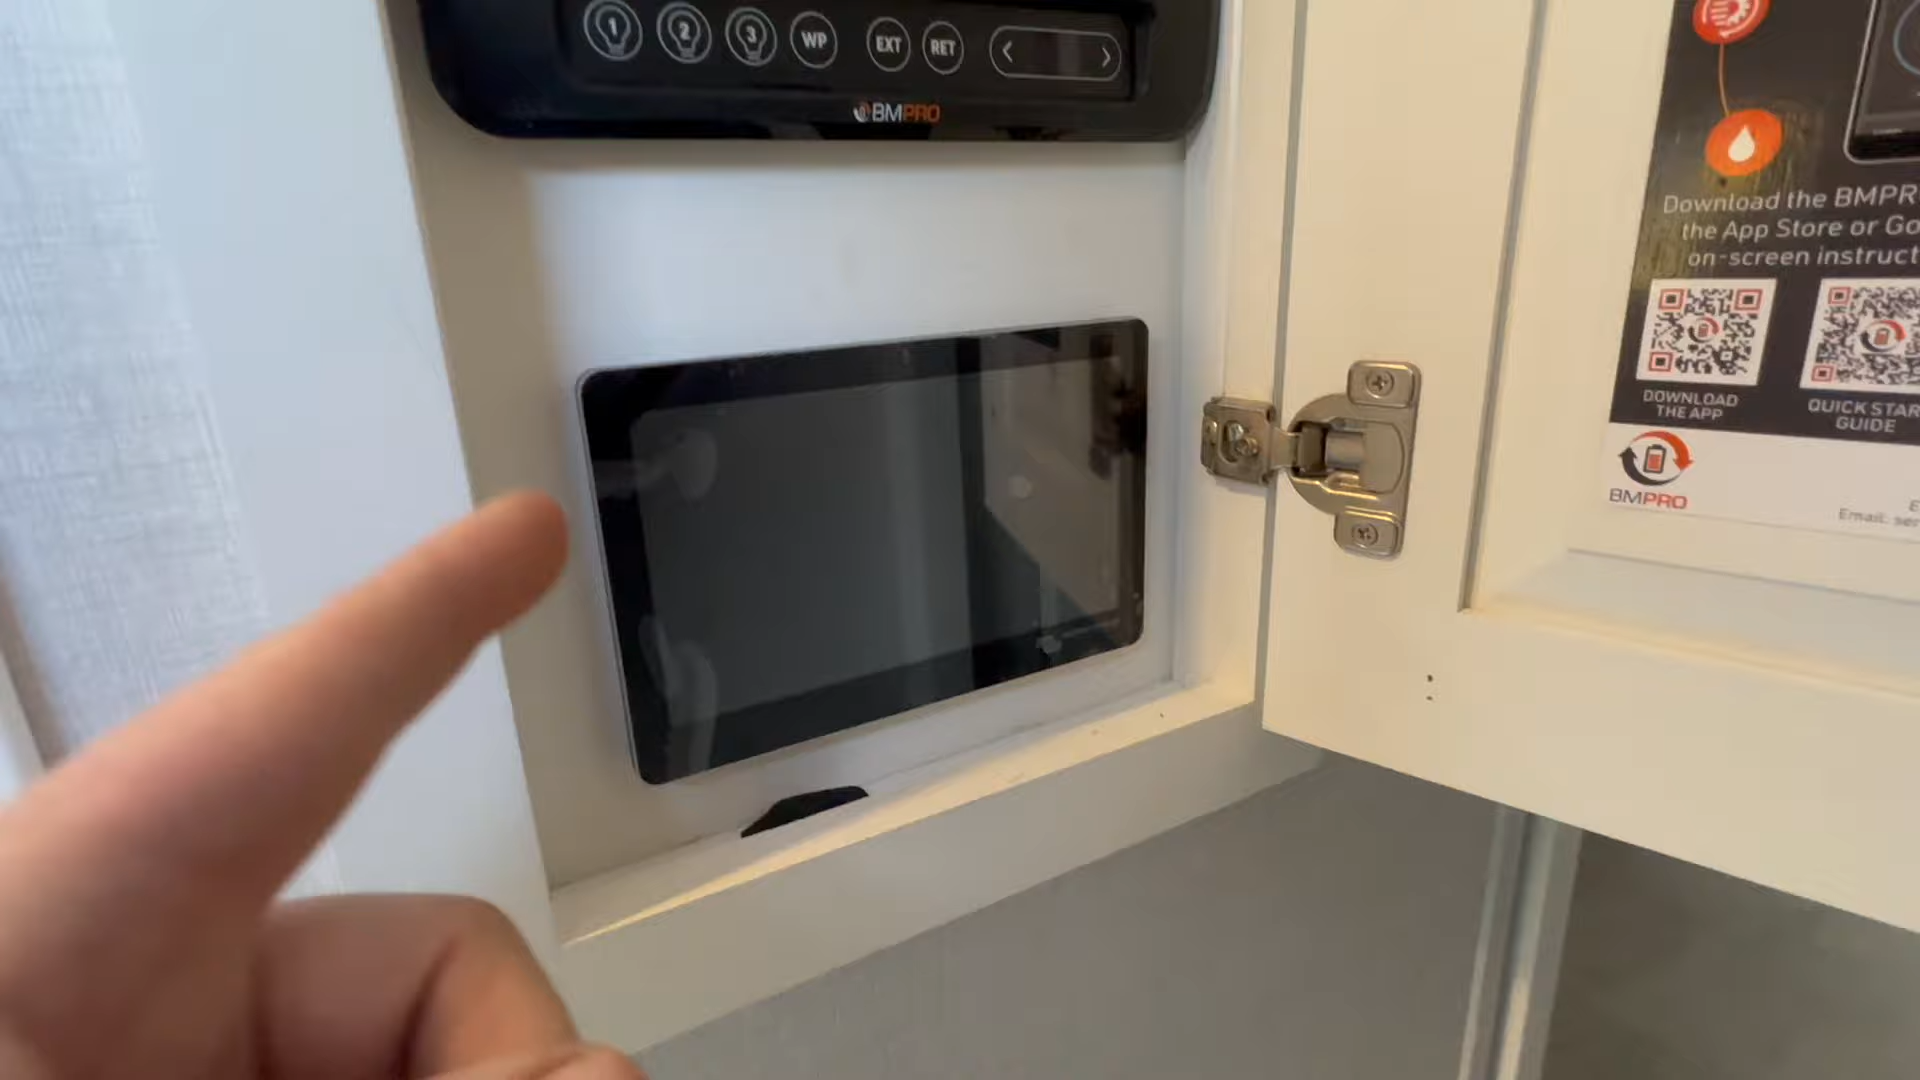 1 2 3 WP EXT RET < >
BMPRO
Download the BMPR
the App Store or Go
on-screen instruct
DOWNLOAD
THE APP
QUICK STAR
GUIDE
BMPRO
E
Email: ser